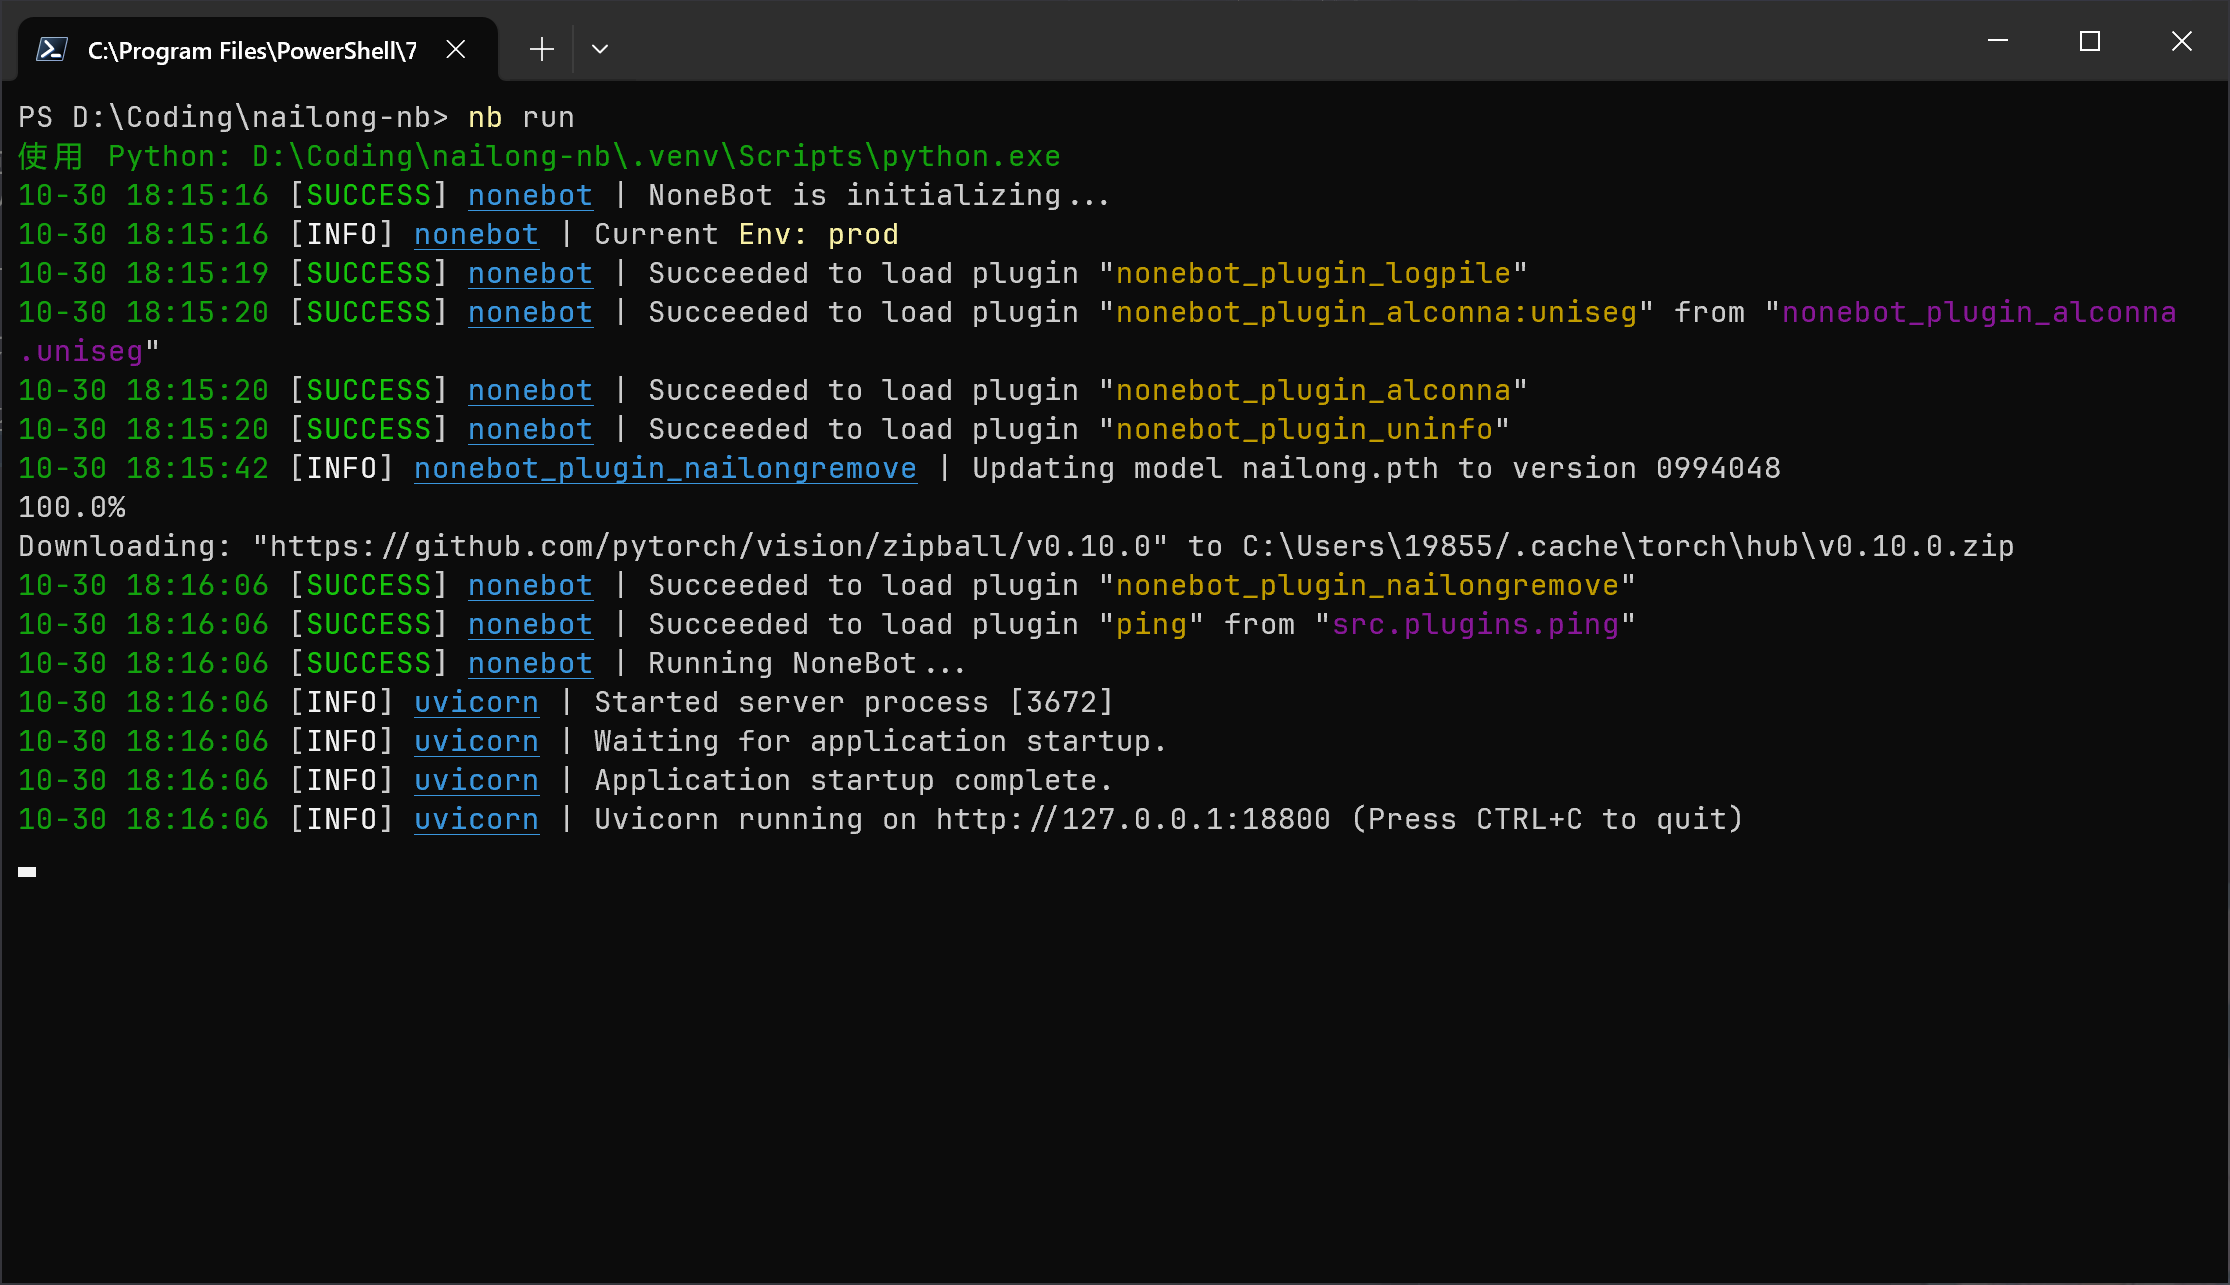 C:\Program Files\PowerShell\7
PS D:\Coding\nailong-nb> nb run
使用 Python: D:\Coding\nailong-nb\.venv\Scripts\python.exe
10-30 18:15:16 [SUCCESS] nonebot | NoneBot is initializing...
10-30 18:15:16 [INFO] nonebot | Current Env: prod
10-30 18:15:19 [SUCCESS] nonebot | Succeeded to load plugin "nonebot_plugin_logpile"
10-30 18:15:20 [SUCCESS] nonebot | Succeeded to load plugin "nonebot_plugin_alconna:uniseg" from "nonebot_plugin_alconna
.uniseg"
10-30 18:15:20 [SUCCESS] nonebot | Succeeded to load plugin "nonebot_plugin_alconna"
10-30 18:15:20 [SUCCESS] nonebot | Succeeded to load plugin "nonebot_plugin_uninfo"
10-30 18:15:42 [INFO] nonebot_plugin_nailongremove | Updating model nailong.pth to version 0994048
100.0%
Downloading: "https://github.com/pytorch/vision/zipball/v0.10.0" to C:\Users\19855/.cache\torch\hub\v0.10.0.zip
10-30 18:16:06 [SUCCESS] nonebot | Succeeded to load plugin "nonebot_plugin_nailongremove"
10-30 18:16:06 [SUCCESS] nonebot | Succeeded to load plugin "ping" from "src.plugins.ping"
10-30 18:16:06 [SUCCESS] nonebot | Running NoneBot...
10-30 18:16:06 [INFO] uvicorn | Started server process [3672]
10-30 18:16:06 [INFO] uvicorn | Waiting for application startup.
10-30 18:16:06 [INFO] uvicorn | Application startup complete.
10-30 18:16:06 [INFO] uvicorn | Uvicorn running on http://127.0.0.1:18800 (Press CTRL+C to quit)